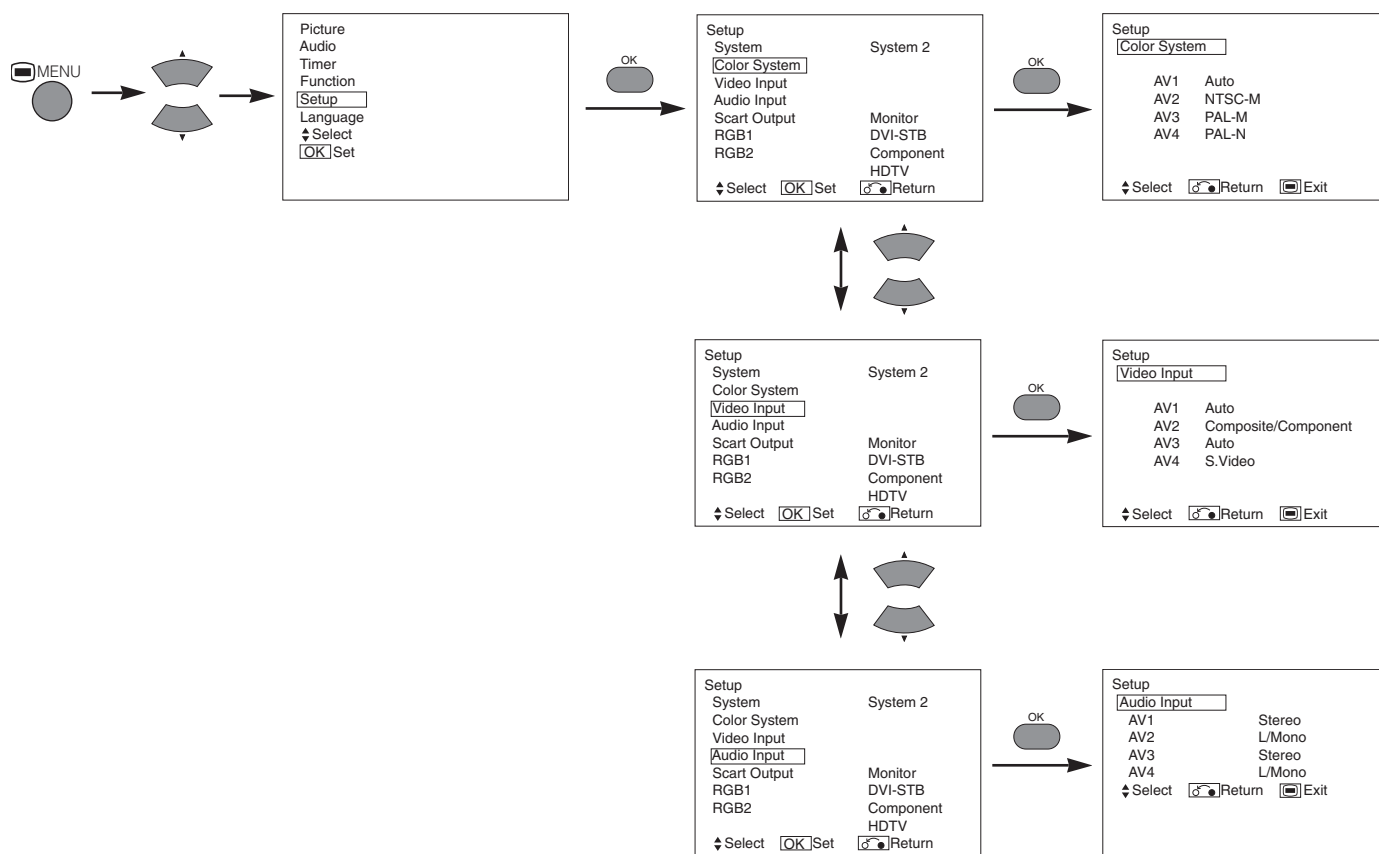 MENU
Picture
Audio
Timer
Function
Setup
Language
Select
OK Set
OK
Setup
System System 2
Color System
Video Input
Audio Input
Scart Output Monitor
RGB1 DVI-STB
RGB2 Component
HDTV
Select OK Set Return
OK
Setup
Color System
AV1 Auto
AV2 NTSC-M
AV3 PAL-M
AV4 PAL-N
Select Return Exit
Setup
System System 2
Color System
Video Input
Audio Input
Scart Output Monitor
RGB1 DVI-STB
RGB2 Component
HDTV
Select OK Set Return
OK
Setup
Video Input
AV1 Auto
AV2 Composite/Component
AV3 Auto
AV4 S.Video
Select Return Exit
Setup
System System 2
Color System
Video Input
Audio Input
Scart Output Monitor
RGB1 DVI-STB
RGB2 Component
HDTV
Select OK Set Return
OK
Setup
Audio Input
AV1 Stereo
AV2 L/Mono
AV3 Stereo
AV4 L/Mono
Select Return Exit